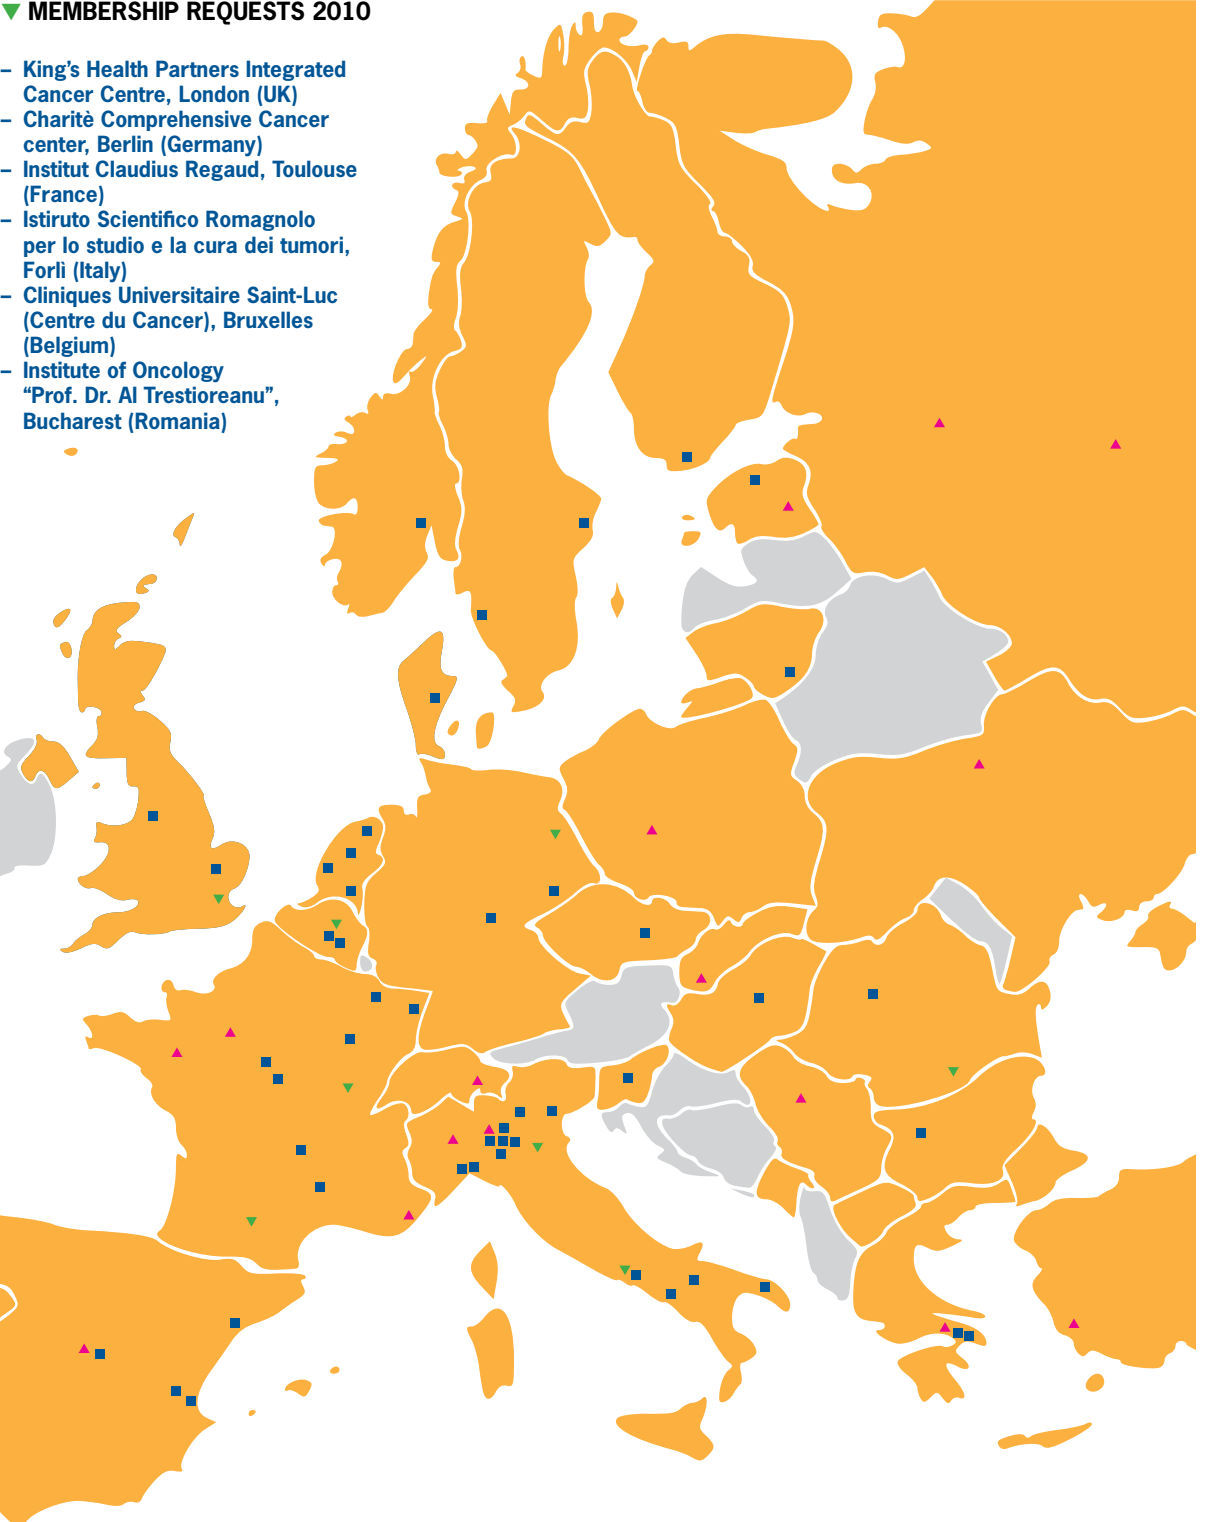 ▼ MEMBERSHIP REQUESTS 2010
– King’s Health Partners Integrated
Cancer Centre, London (UK)
– Charitè Comprehensive Cancer
center, Berlin (Germany)
– Institut Claudius Regaud, Toulouse
(France)
– Istiruto Scientifico Romagnolo
per lo studio e la cura dei tumori,
Forlì (Italy)
– Cliniques Universitaire Saint-Luc
(Centre du Cancer), Bruxelles
(Belgium)
– Institute of Oncology
“Prof. Dr. Al Trestioreanu”,
Bucharest (Romania)